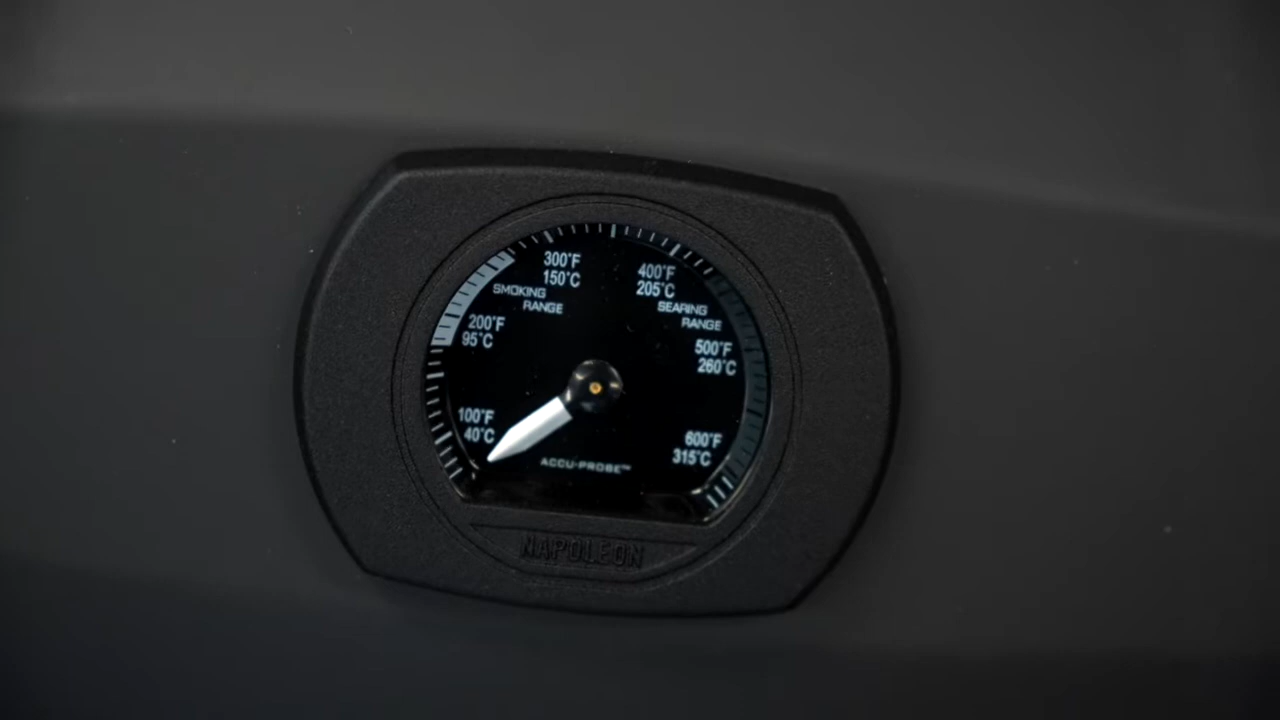 300°F
150°C
SMOKING
RANGE
200°F
95°C
100°F
40°C
400°F
205°C
SEARING
RANGE
500°F
260°C
600°F
315°C
ACCU-PROBE™
NAPOLEON